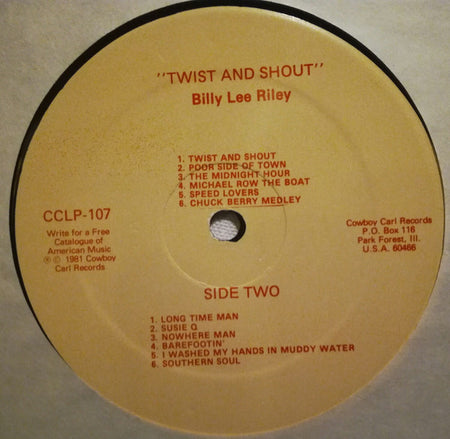 "TWIST AND SHOUT"
Billy Lee Riley
1. TWIST AND SHOUT
2. POOR SIDE OF TOWN
3. THE MIDNIGHT HOUR
4. MICHAEL ROW THE BOAT
5. SPEED LOVERS
6. CHUCK BERRY MEDLEY
CCLP-107
Write for a Free
Catalogue of
American Music
℗ © 1981 Cowboy
Carl Records
Cowboy Carl Records
P.O. Box 116
Park Forest, Ill.
U.S.A. 60466
SIDE TWO
1. LONG TIME MAN
2. SUSIE Q
3. NOWHERE MAN
4. BAREFOOTIN'
5. I WASHED MY HANDS IN MUDDY WATER
6. SOUTHERN SOUL